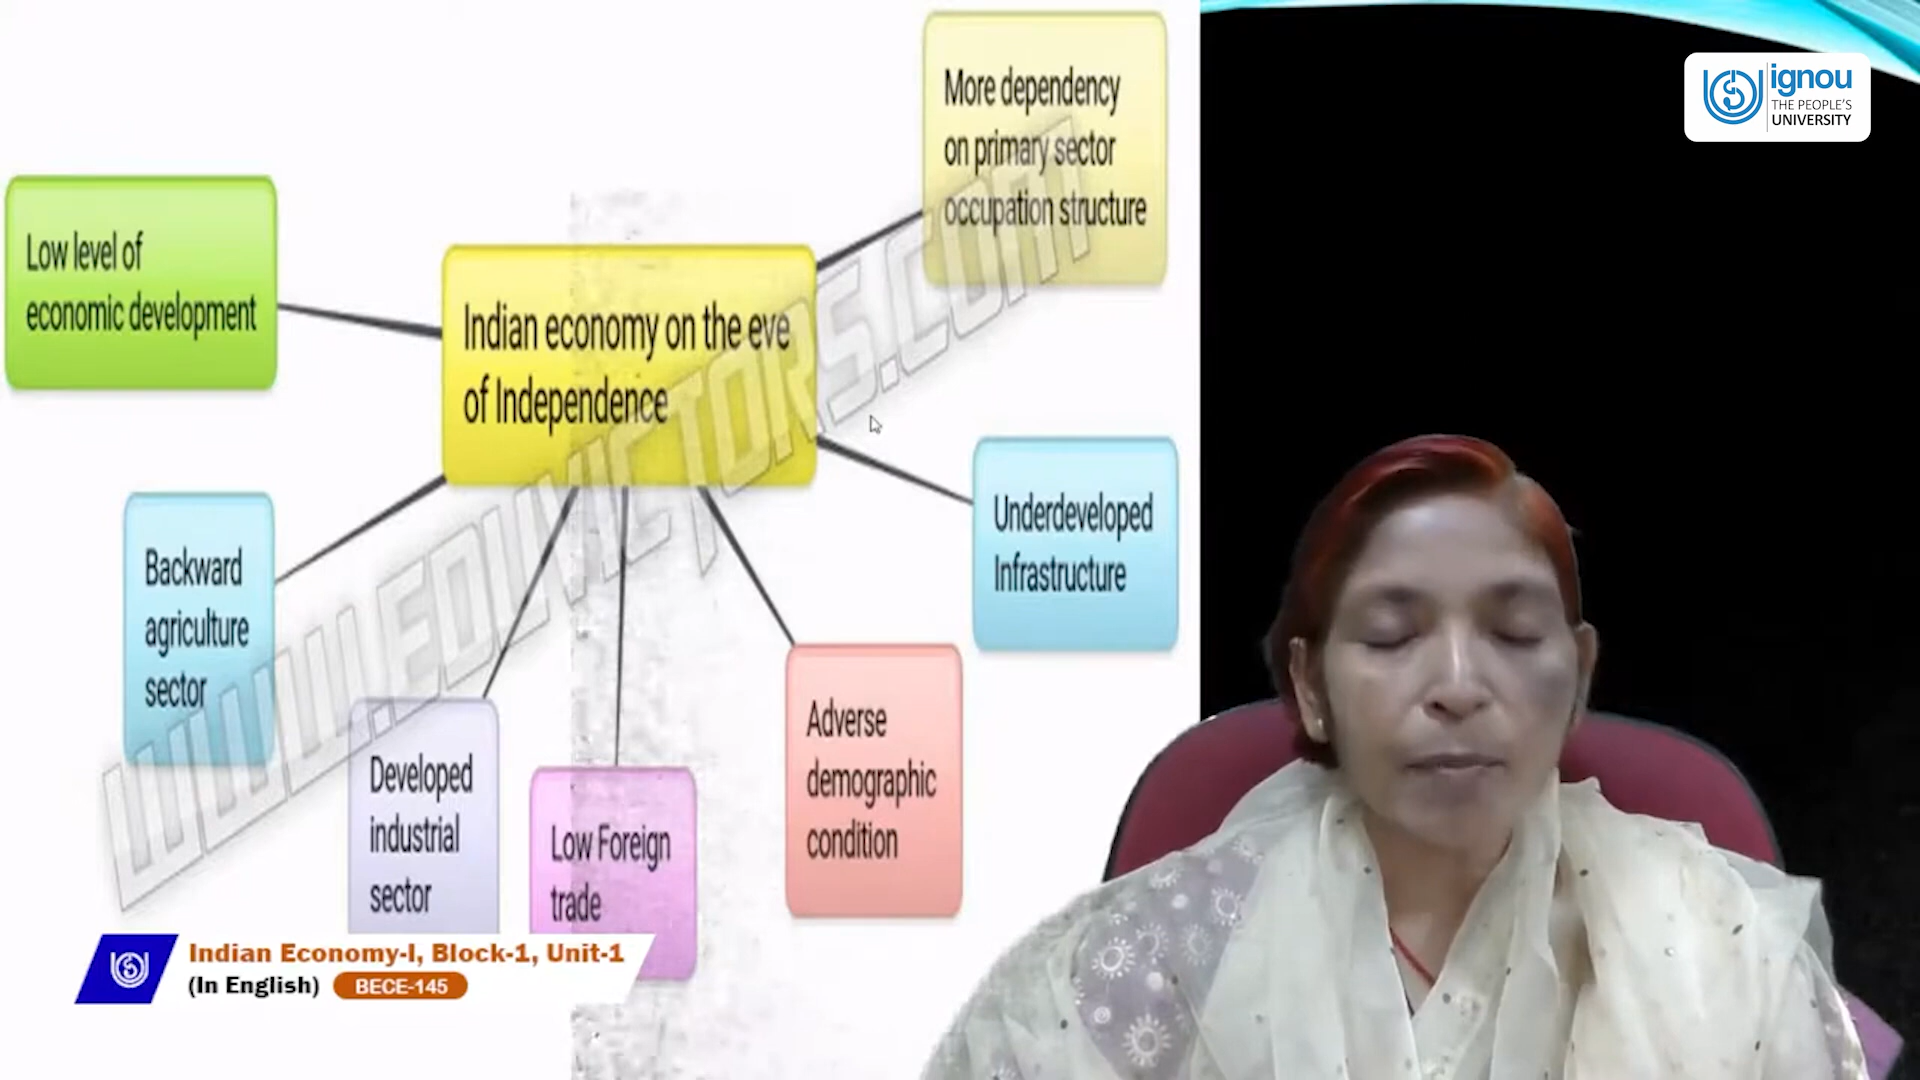 More dependency
on primary sector
occupation structure
ignou
THE PEOPLE'S
UNIVERSITY
Low level of
economic development
Indian economy on the eve
of Independence
Underdeveloped
Infrastructure
Backward
agriculture
sector
Developed
industrial
sector
Low Foreign
trade
Adverse
demographic
condition
WWW.EDUVICTORS.COM
Indian Economy-I, Block-1, Unit-1
(In English) BECE-145